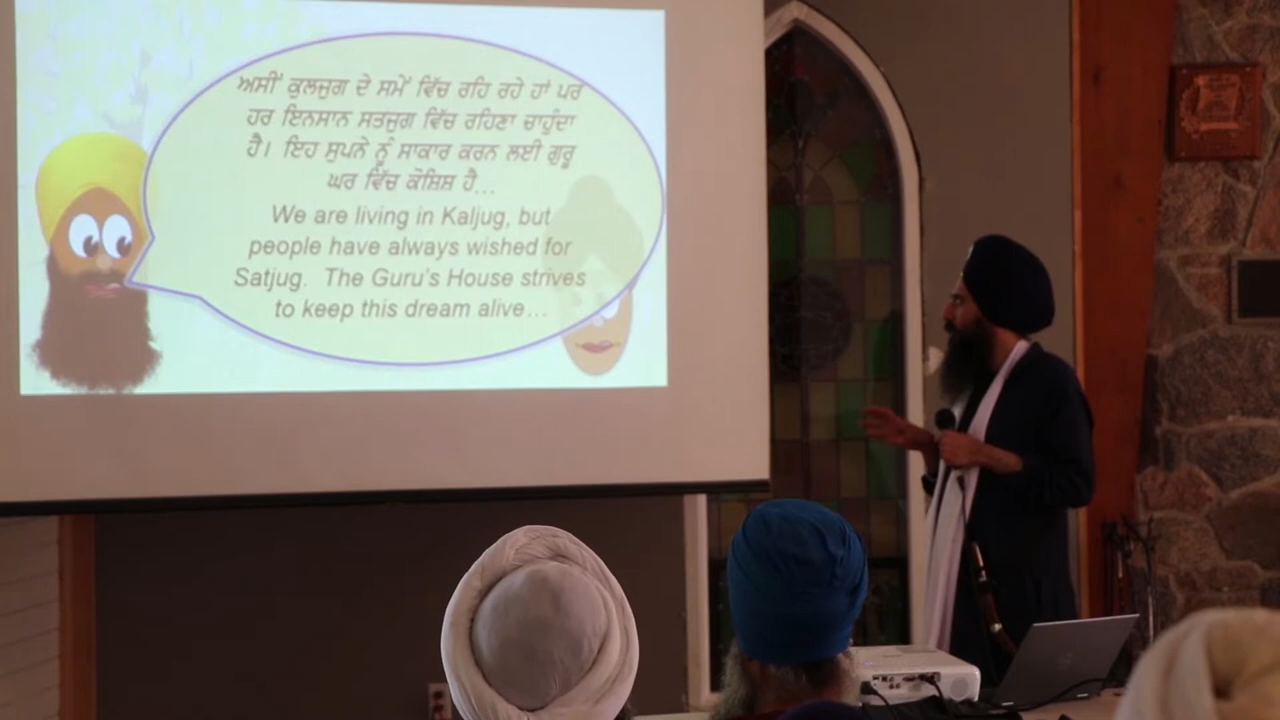 ਅਸੀਂ ਕੁਲਜੁਗ ਦੇ ਸਮੇਂ ਵਿੱਚ ਰਹਿ ਰਹੇ ਹਾਂ ਪਰ
ਹਰ ਇਨਸਾਨ ਸਤਜੁਗ ਵਿੱਚ ਰਹਿਣਾ ਚਾਹੁੰਦਾ
ਹੈ। ਇਹ ਸੁਪਨੇ ਨੂੰ ਸਾਕਾਰ ਕਰਨ ਲਈ ਗੁਰੂ
ਘਰ ਵਿੱਚ ਕੋਸ਼ਿਸ਼ ਹੈ...
We are living in Kaljug, but
people have always wished for
Satjug. The Guru's House strives
to keep this dream alive...